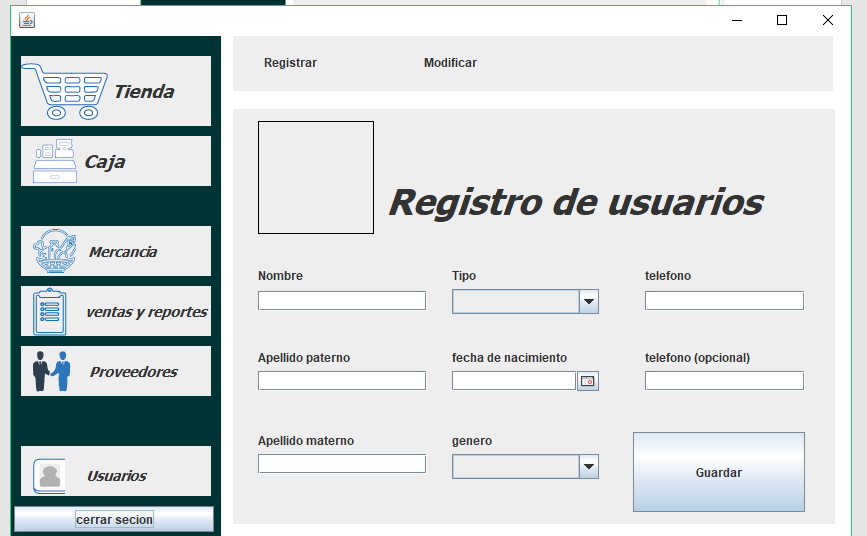 Registrar
Modificar
Tienda
Caja
Mercancia
ventas y reportes
Proveedores
Usuarios
cerrar secion
Registro de usuarios
Nombre
Tipo
telefono
Apellido paterno
fecha de nacimiento
telefono (opcional)
Apellido materno
genero
Guardar